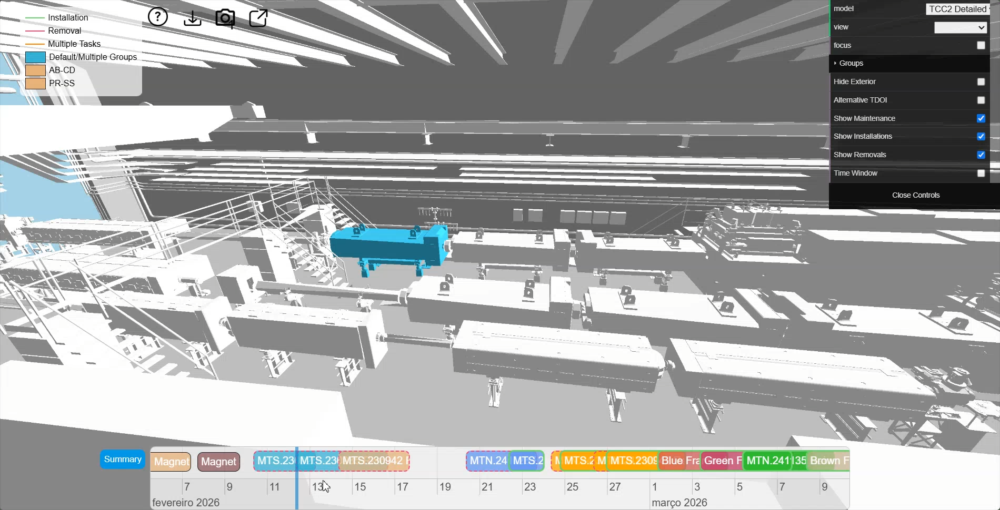 Installation
Removal
Multiple Tasks
Default/Multiple Groups
AB-CD
PR-SS
?
model
TCC2 Detailed
view
focus
Groups
Hide Exterior
Alternative TDOI
Show Maintenance
Show Installations
Show Removals
Time Window
Close Controls
Summary
Magnet
Magnet
MTS.23
MTS.23
MTS.230942
MTN.24
MTS.2
M
MTS.2
M
MTS.2309
Blue Fra
Green F
MTN.241135
Brown F
7 9 11 13 15 17 19 21 23 25 27 1 3 5 7 9
fevereiro 2026 março 2026